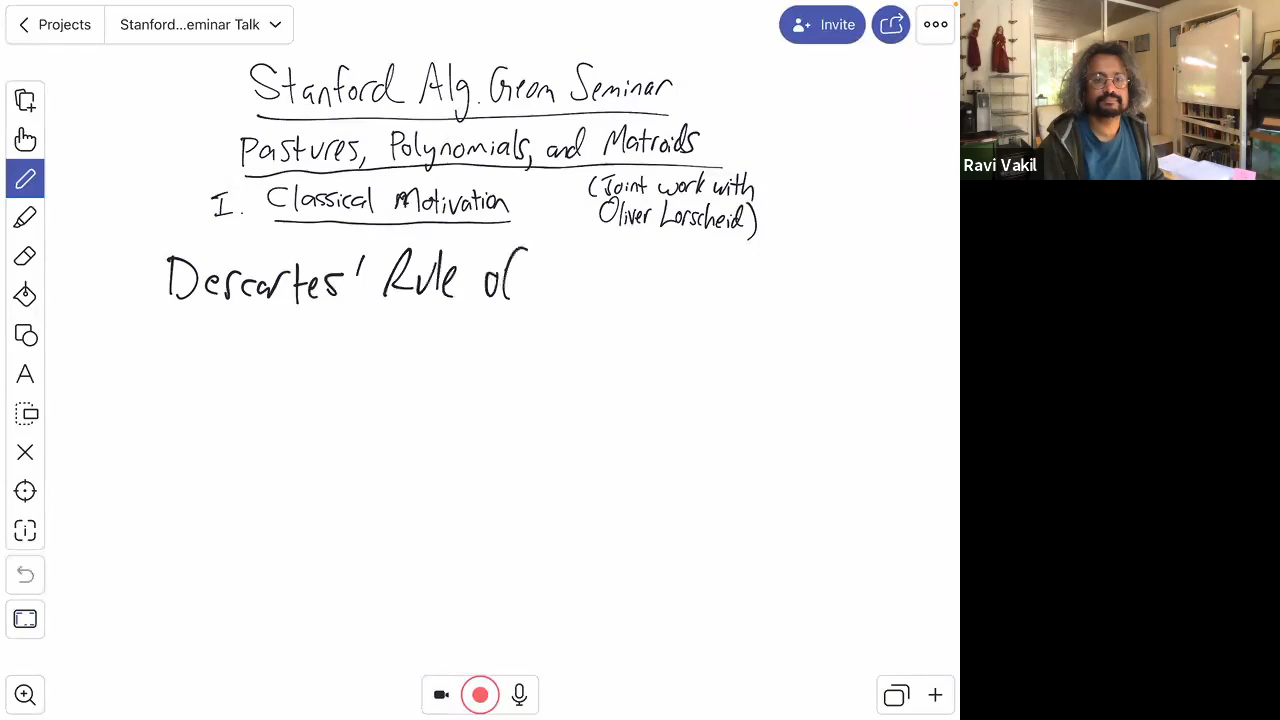 Projects
Stanford...eminar Talk
Invite
Stanford Alg. Geom Seminar
Pastures, Polynomials, and Matroids
(Joint work with
Oliver Lorscheid)
I. Classical Motivation
Descartes' Rule of
Ravi Vakil